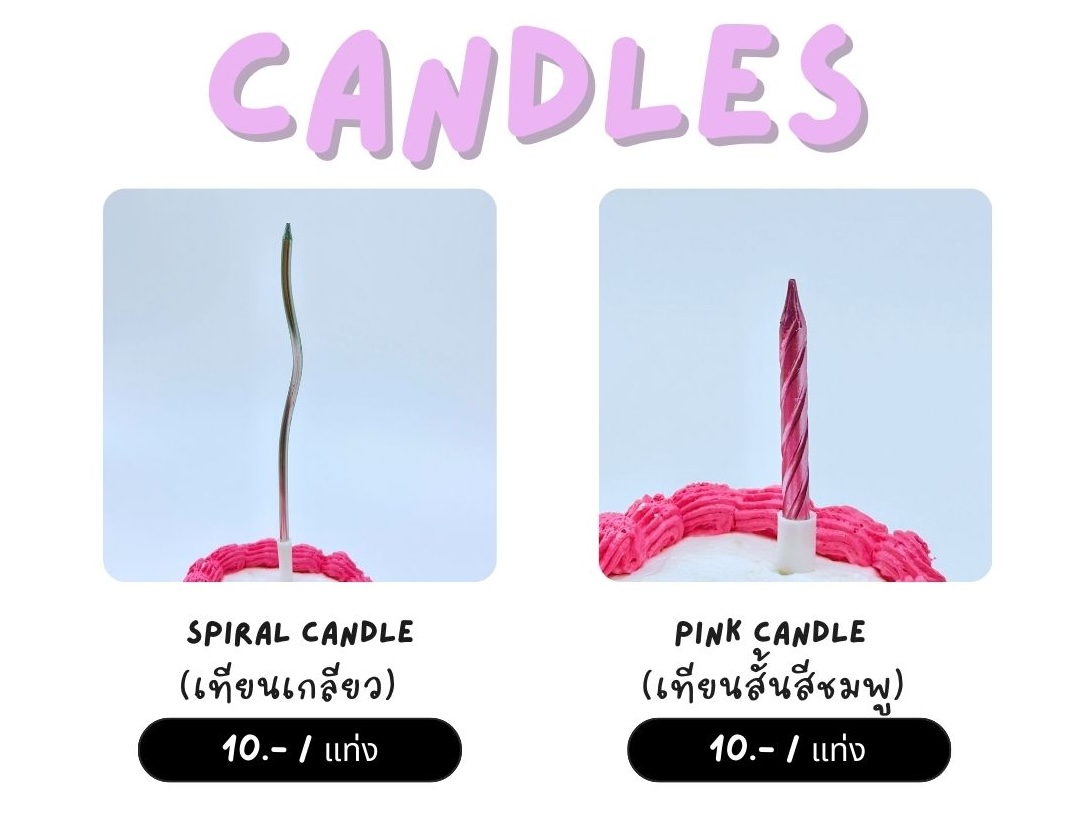 CANDLES
SPIRAL CANDLE
(เทียนเกลียว)
10.- / แท่ง
PINK CANDLE
(เทียนสั้นสีชมพู)
10.- / แท่ง